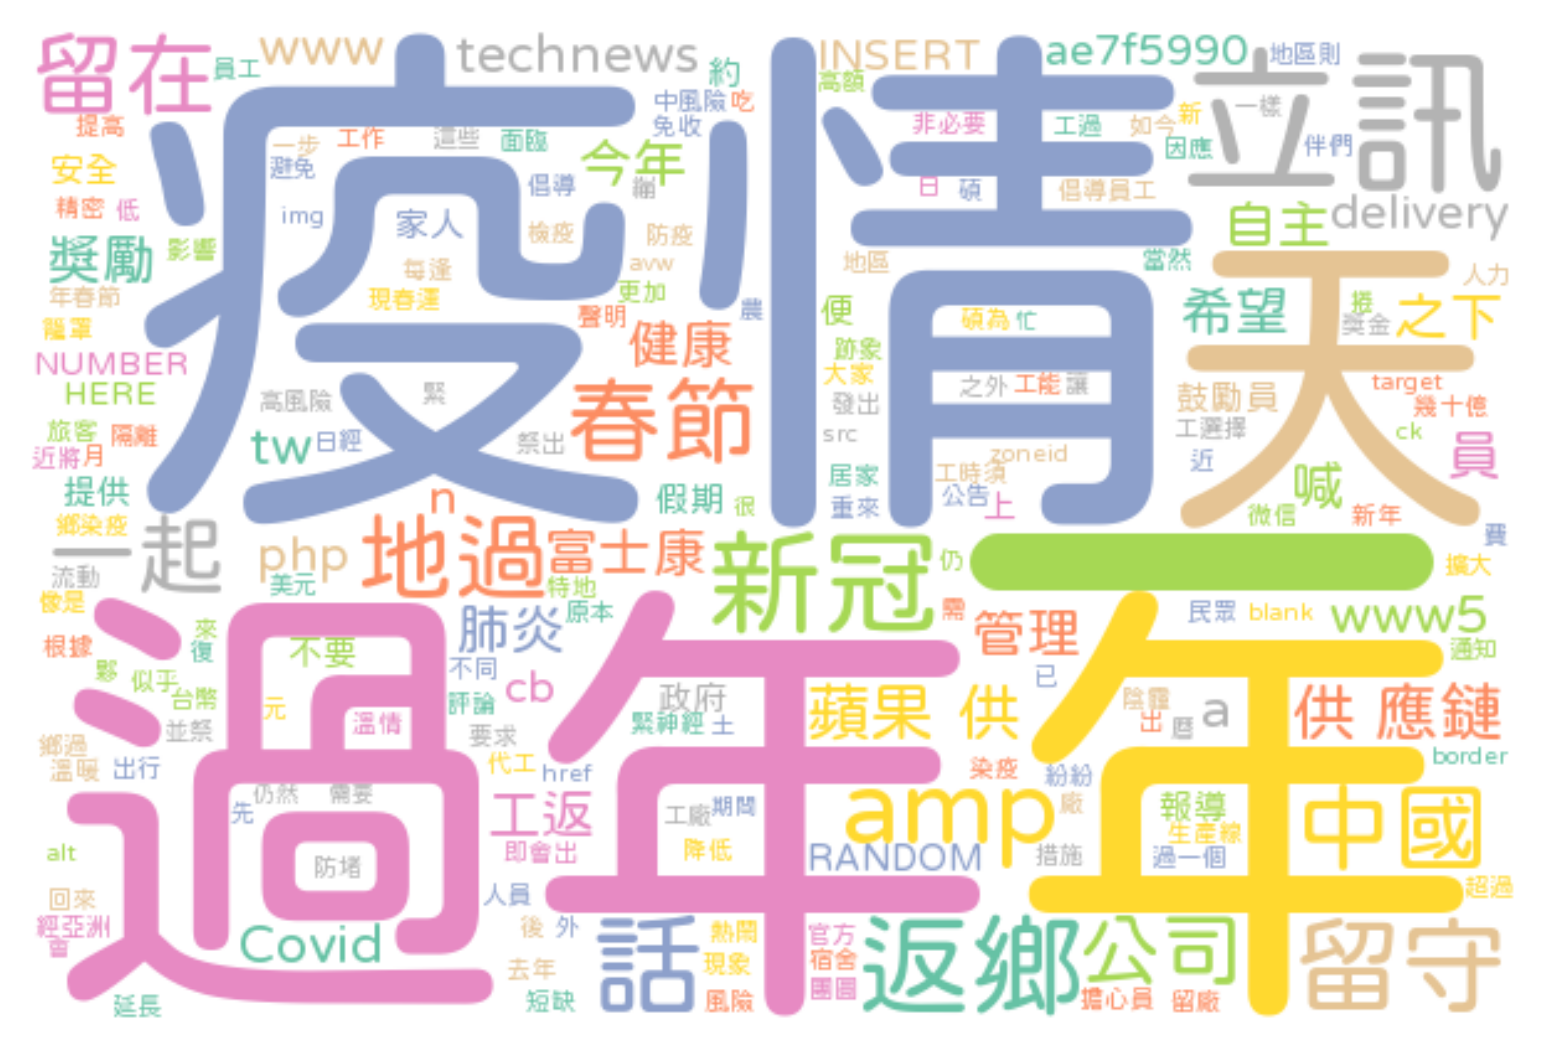 留在 員工 www technews 約 INSERT ae7f5990 地區則
疫情 天 立訊
高額 中風險 吃 免收 非必要 工過 如今 新 一樣 因應 伴們
提高 一步 工作 這些 面臨 今年 避免 倡導 綳
安全 精密 低 img 家人 檢疫 防疫 日 碩 倡導員工 自主 delivery
獎勵 影響 每逢 avw 更加 地區 當然 人力
年春節 現春運 聲明 農 便 碩為 忙 希望 捲 獎金 之下
籠罩 健康 跡象
NUMBER 大家 之外 工能 讓 target
HERE 高風險 緊 春節 發出 鼓勵員 幾十億
旅客 隔離 tw 日經 祭出 src zoneid 工選擇 ck 員
近將月 居家 工時須 近 喊
提供 n 假期 很 重來 公告 上 微信 新年
鄉染疫 費
一起 php 地過 富士康 新冠 仍 一 擴大
流動 美元 特地
像是 過年 肺炎 原本 需 管理 年 民眾 blank www5
根據 來 復 不要 不同 已 通知
夥 似乎 台幣 元 溫情 評論 cb 政府 蘋果 供 陰霾 出 曆 a 供 應鏈
並祭 要求 緊神經 土
鄉過 溫暖 出行 代工 href 染疫 紛紛 border
仍然 需要 先 工返 工廠 期間 amp 廠 報導 中國
alt 防堵 即會出 降低 RANDOM 措施 生產線 過一個
回來 人員 超過
經亞洲 會 Covid 後 外 話 熱鬧 官方 返鄉 公司 留守
去年 現象 宿舍
延長 短缺 風險 團圓 擔心員 留廠